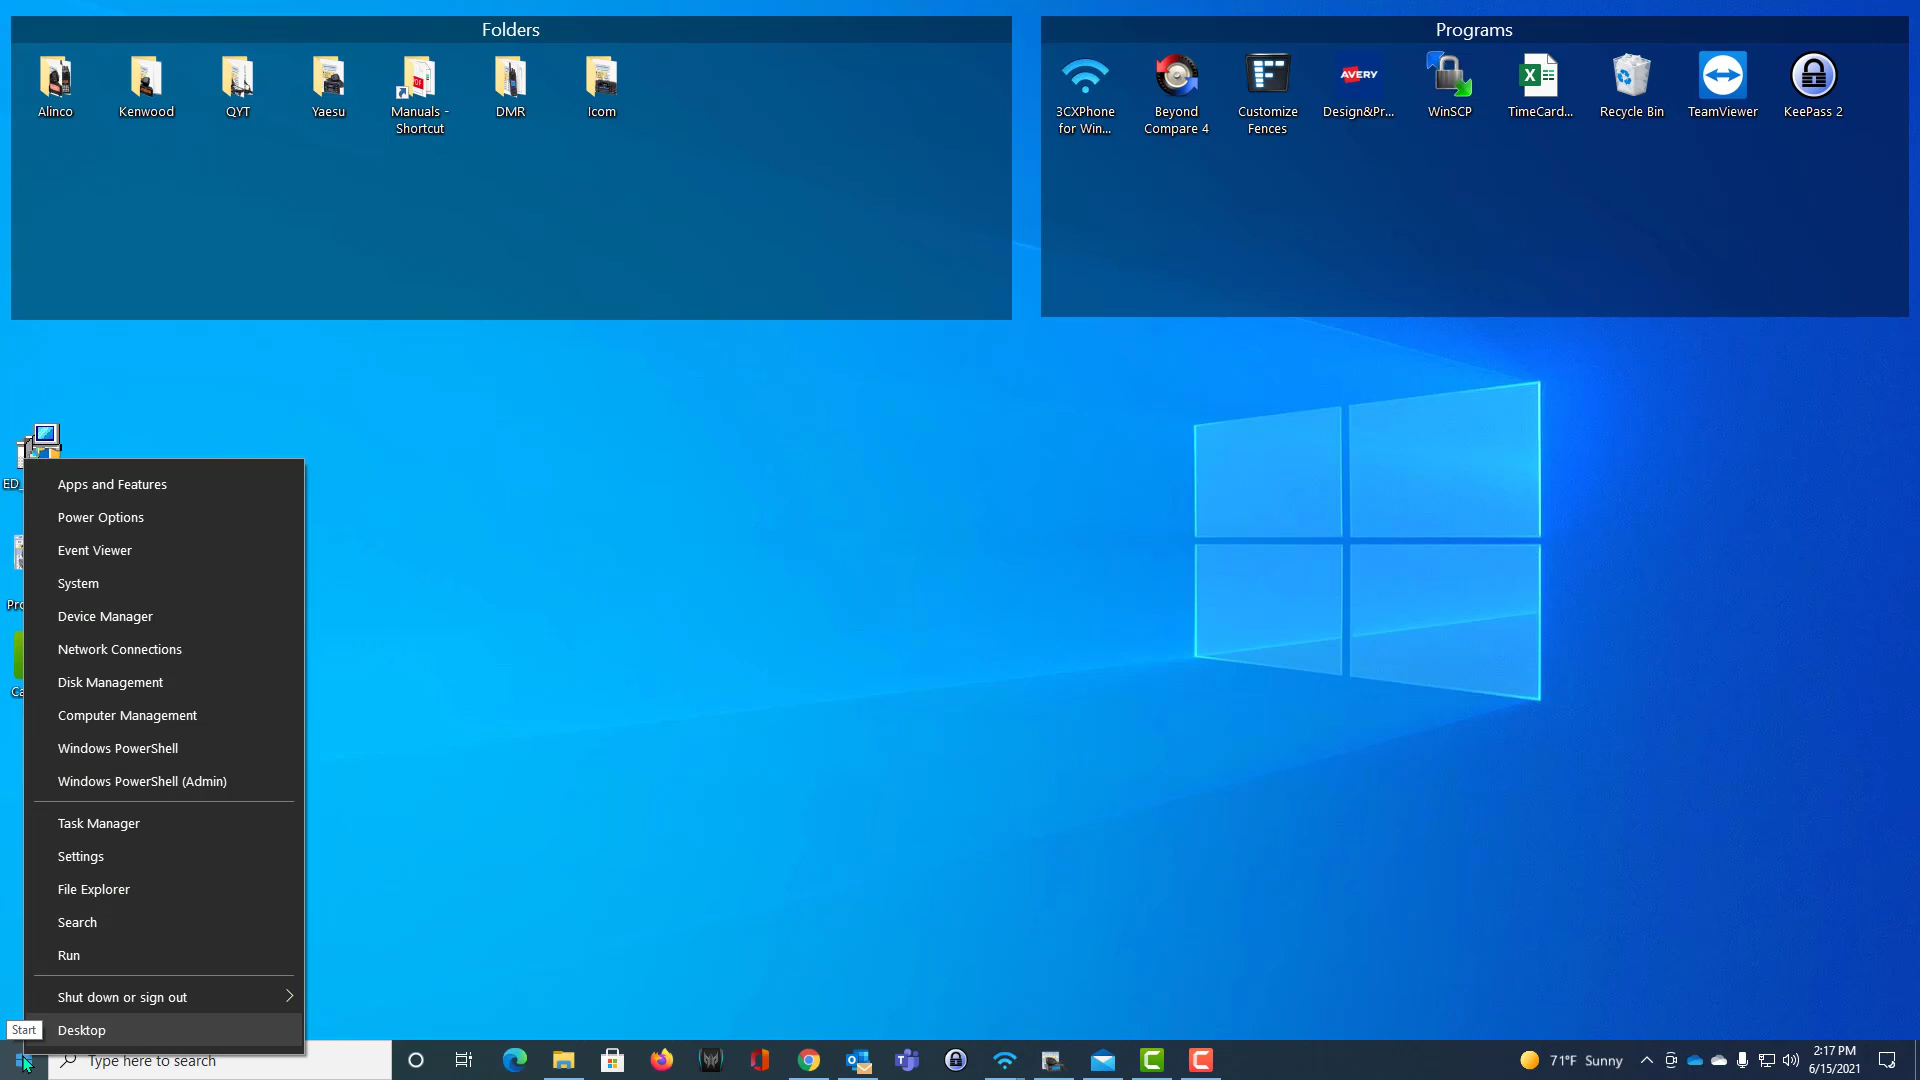 Folders
Alinco
Kenwood
QYT
Yaesu
Manuals -
Shortcut
DMR
Icom
Programs
3CXPhone
for Win...
Beyond
Compare 4
Customize
Fences
AVERY
Design&Pr...
WinSCP
TimeCard...
Recycle Bin
TeamViewer
KeePass 2
ED_
Pro
Ca
Apps and Features
Power Options
Event Viewer
System
Device Manager
Network Connections
Disk Management
Computer Management
Windows PowerShell
Windows PowerShell (Admin)
Task Manager
Settings
File Explorer
Search
Run
Shut down or sign out
Desktop
Start
Type here to search
71°F Sunny
2:17 PM
6/15/2021